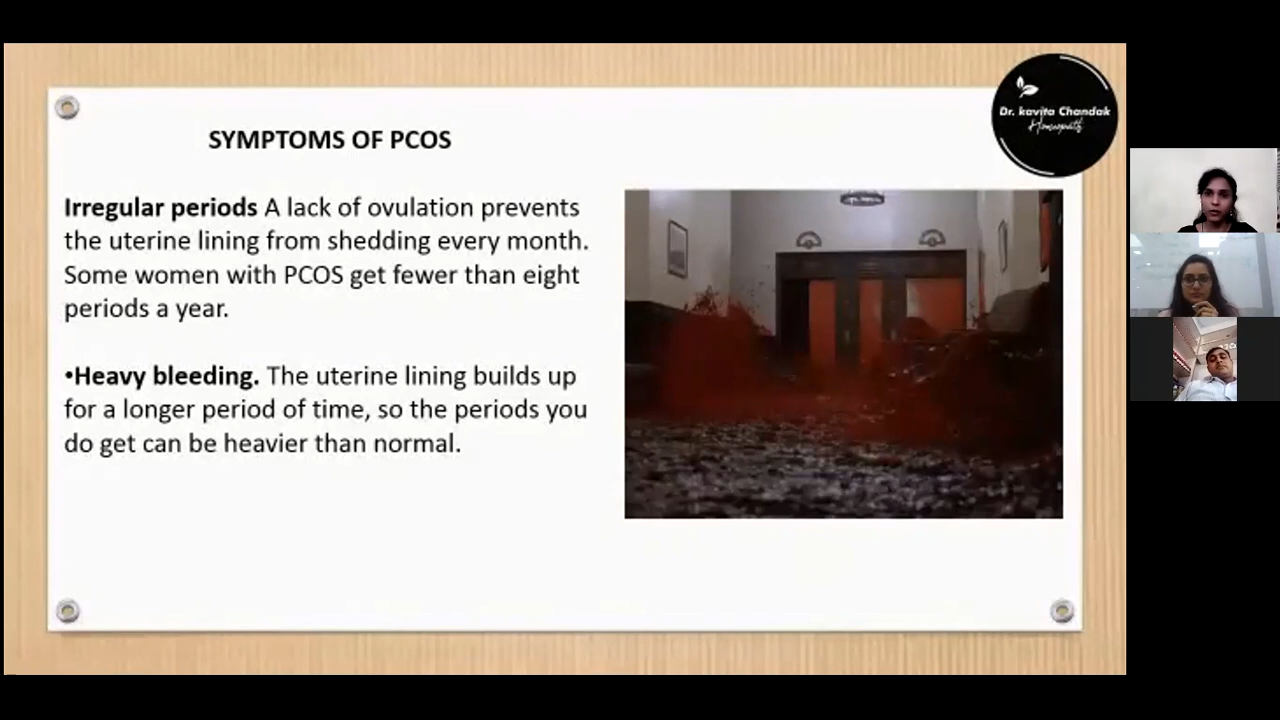 SYMPTOMS OF PCOS
Irregular periods A lack of ovulation prevents
the uterine lining from shedding every month.
Some women with PCOS get fewer than eight
periods a year.
•Heavy bleeding. The uterine lining builds up
for a longer period of time, so the periods you
do get can be heavier than normal.
Dr. kavita Chandak
Homeopath